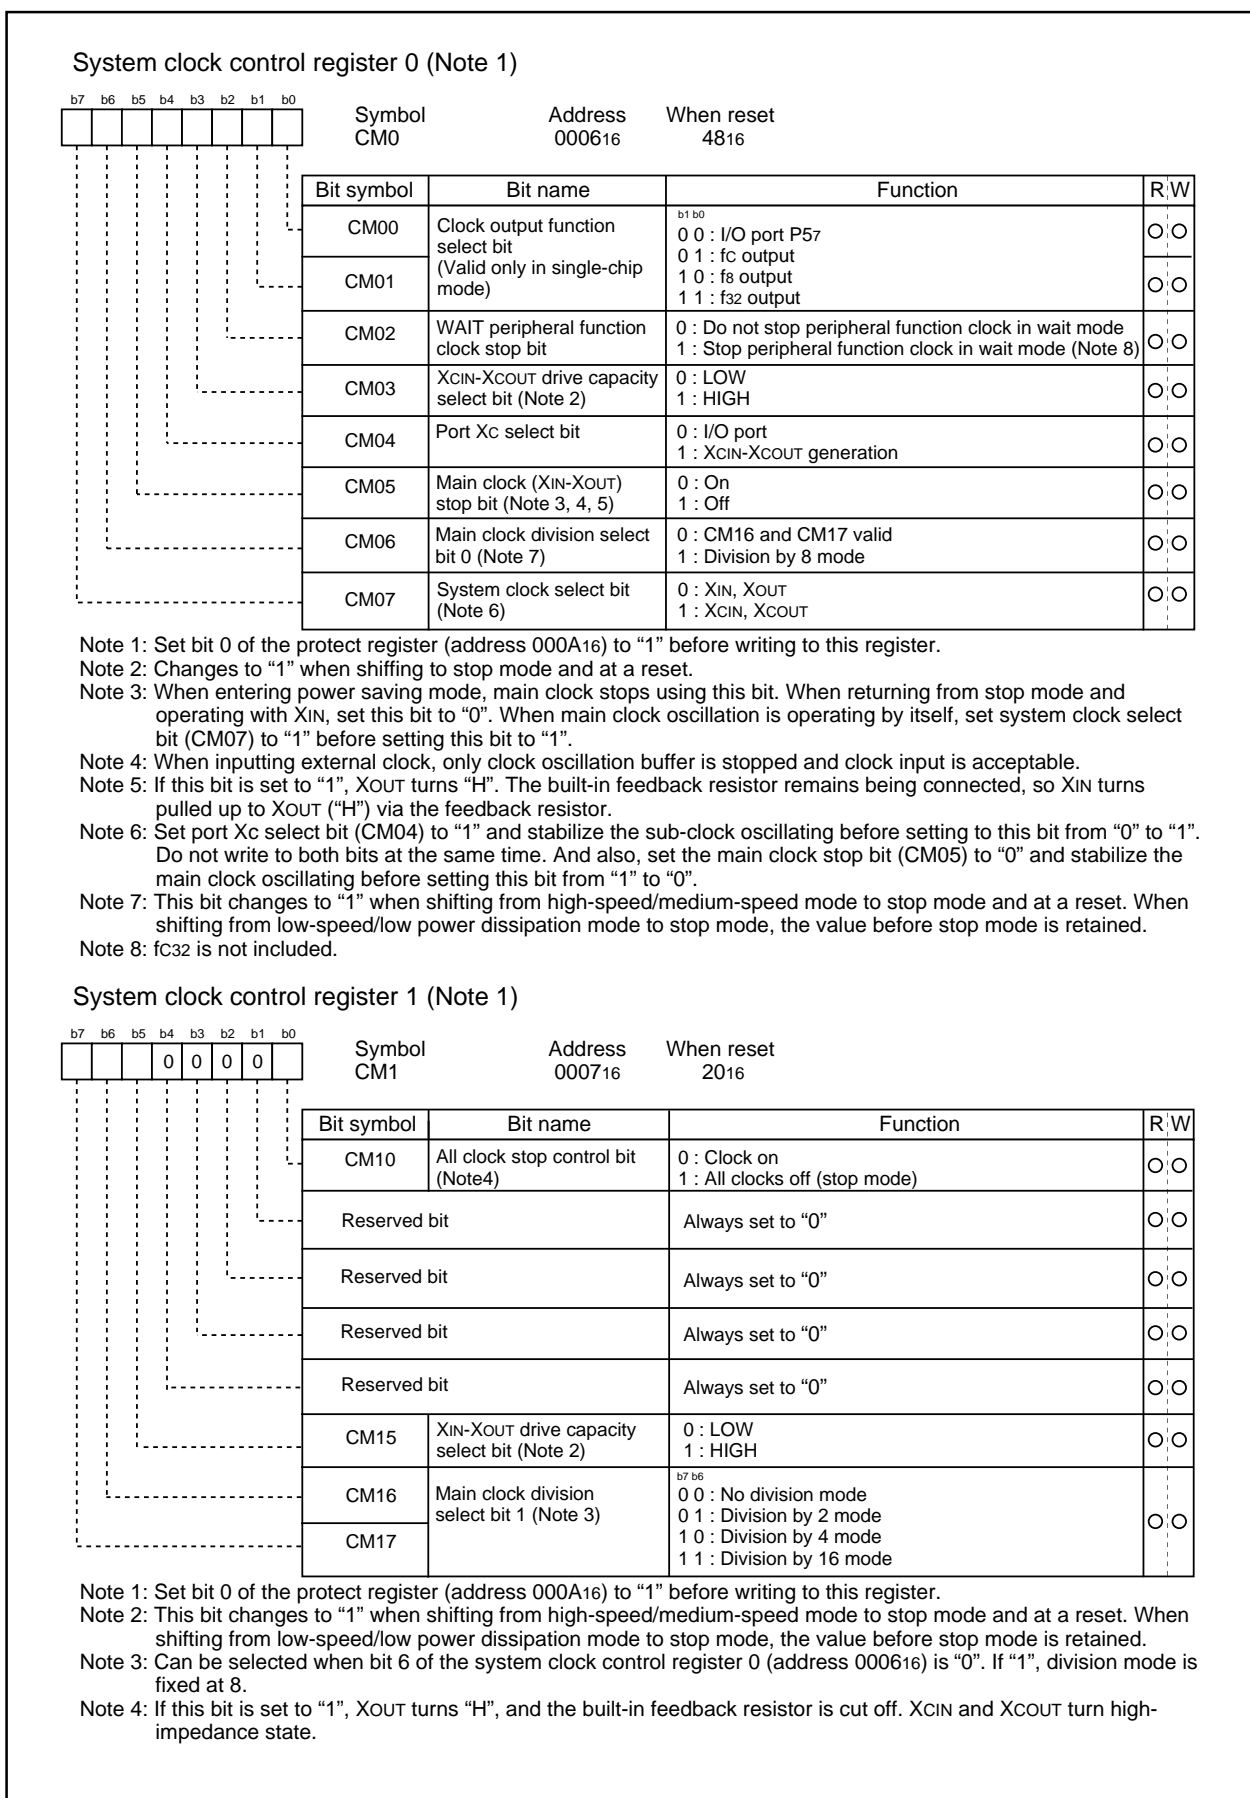 System clock control register 0 (Note 1)
b7 b6 b5 b4 b3 b2 b1 b0
Symbol Address When reset
CM0 000616 4816
Bit symbol Bit name Function R W
CM00 Clock output function select bit (Valid only in single-chip mode)
b1 b0
0 0 : I/O port P57
0 1 : fC output
CM01
1 0 : f8 output
1 1 : f32 output
CM02 WAIT peripheral function 0 : Do not stop peripheral function clock in wait mode
clock stop bit 1 : Stop peripheral function clock in wait mode (Note 8)
CM03 XCIN-XCOUT drive capacity 0 : LOW
select bit (Note 2) 1 : HIGH
CM04 Port XC select bit 0 : I/O port
1 : XCIN-XCOUT generation
CM05 Main clock (XIN-XOUT) 0 : On
stop bit (Note 3, 4, 5) 1 : Off
CM06 Main clock division select 0 : CM16 and CM17 valid
bit 0 (Note 7) 1 : Division by 8 mode
CM07 System clock select bit 0 : XIN, XOUT
(Note 6) 1 : XCIN, XCOUT
Note 1: Set bit 0 of the protect register (address 000A16) to “1” before writing to this register.
Note 2: Changes to “1” when shiffing to stop mode and at a reset.
Note 3: When entering power saving mode, main clock stops using this bit. When returning from stop mode and
operating with XIN, set this bit to “0”. When main clock oscillation is operating by itself, set system clock select
bit (CM07) to “1” before setting this bit to “1”.
Note 4: When inputting external clock, only clock oscillation buffer is stopped and clock input is acceptable.
Note 5: If this bit is set to “1”, XOUT turns “H”. The built-in feedback resistor remains being connected, so XIN turns
pulled up to XOUT (“H”) via the feedback resistor.
Note 6: Set port Xc select bit (CM04) to “1” and stabilize the sub-clock oscillating before setting to this bit from “0” to “1”.
Do not write to both bits at the same time. And also, set the main clock stop bit (CM05) to “0” and stabilize the
main clock oscillating before setting this bit from “1” to “0”.
Note 7: This bit changes to “1” when shifting from high-speed/medium-speed mode to stop mode and at a reset. When
shifting from low-speed/low power dissipation mode to stop mode, the value before stop mode is retained.
Note 8: fC32 is not included.
System clock control register 1 (Note 1)
b7 b6 b5 b4 b3 b2 b1 b0
0 0 0 0
Symbol Address When reset
CM1 000716 2016
Bit symbol Bit name Function R W
CM10 All clock stop control bit 0 : Clock on
(Note4) 1 : All clocks off (stop mode)
Reserved bit Always set to “0”
Reserved bit Always set to “0”
Reserved bit Always set to “0”
Reserved bit Always set to “0”
CM15 XIN-XOUT drive capacity 0 : LOW
select bit (Note 2) 1 : HIGH
b7 b6
CM16 Main clock division 0 0 : No division mode
select bit 1 (Note 3) 0 1 : Division by 2 mode
CM17 1 0 : Division by 4 mode
1 1 : Division by 16 mode
Note 1: Set bit 0 of the protect register (address 000A16) to “1” before writing to this register.
Note 2: This bit changes to “1” when shifting from high-speed/medium-speed mode to stop mode and at a reset. When
shifting from low-speed/low power dissipation mode to stop mode, the value before stop mode is retained.
Note 3: Can be selected when bit 6 of the system clock control register 0 (address 000616) is “0”. If “1”, division mode is
fixed at 8.
Note 4: If this bit is set to “1”, XOUT turns “H”, and the built-in feedback resistor is cut off. XCIN and XCOUT turn high-
impedance state.